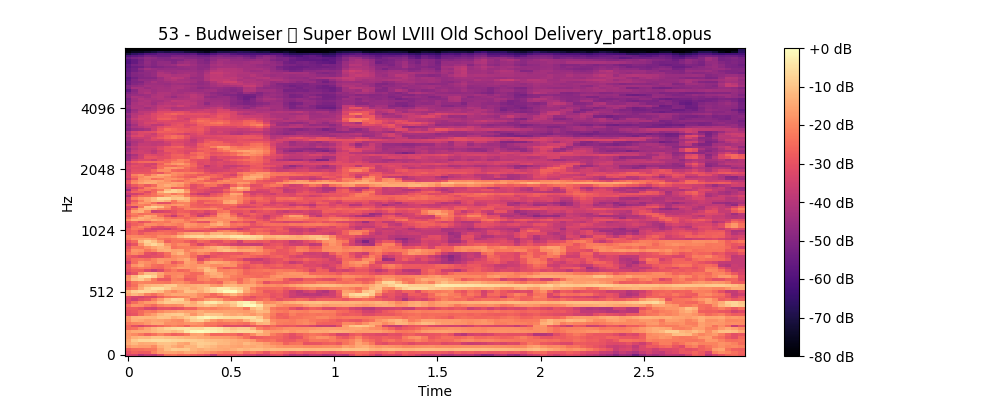 53 - Budweiser ▯ Super Bowl LVIII Old School Delivery_part18.opus
Hz
4096
2048
1024
512
0
0 0.5 1 1.5 2 2.5
Time
+0 dB
-10 dB
-20 dB
-30 dB
-40 dB
-50 dB
-60 dB
-70 dB
-80 dB